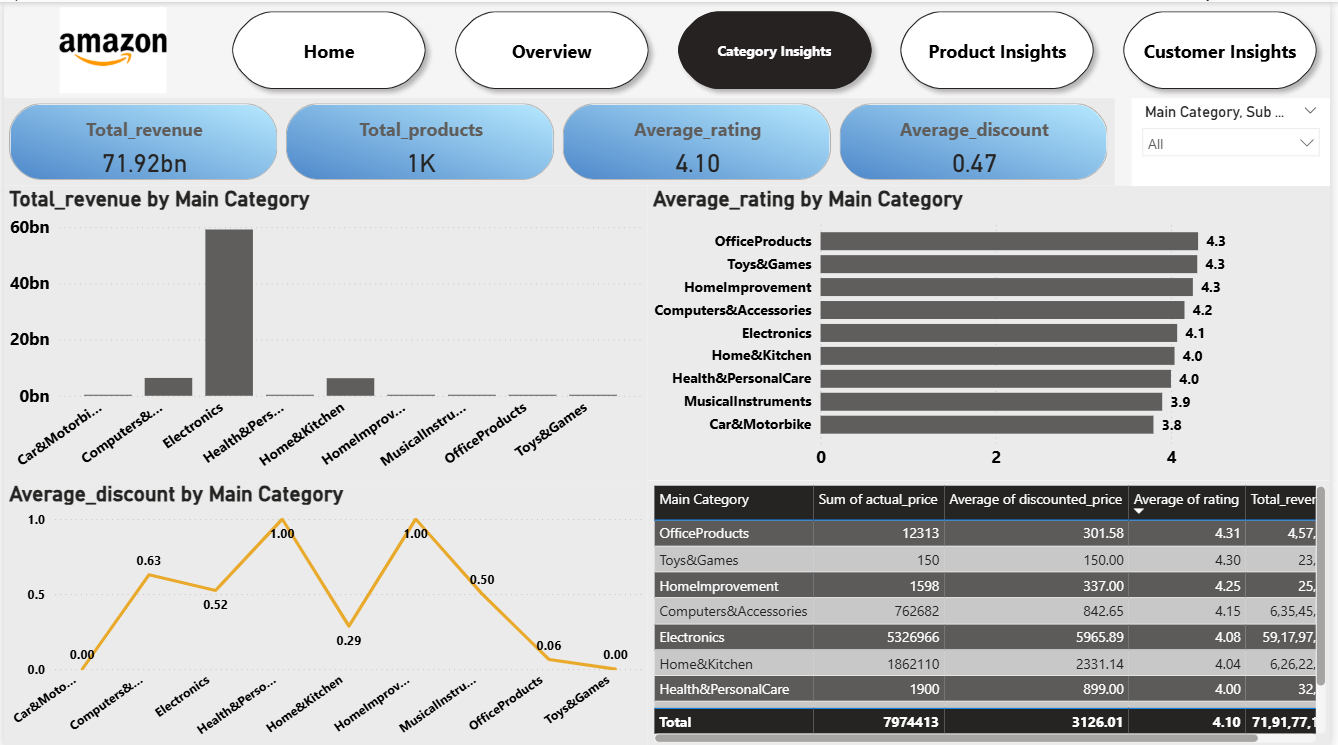 amazon
Home
Overview
Category Insights
Product Insights
Customer Insights
Total_revenue
71.92bn
Total_products
1K
Average_rating
4.10
Average_discount
0.47
Main Category, Sub ...
All
Total_revenue by Main Category
60bn
40bn
20bn
0bn
Car&Motorbi...
Computers&...
Electronics
Health&Pers...
Home&Kitchen
HomeImprov...
MusicalInstru...
OfficeProducts
Toys&Games
Average_rating by Main Category
OfficeProducts 4.3
Toys&Games 4.3
HomeImprovement 4.3
Computers&Accessories 4.2
Electronics 4.1
Home&Kitchen 4.0
Health&PersonalCare 4.0
MusicalInstruments 3.9
Car&Motorbike 3.8
0 2 4
Average_discount by Main Category
1.0
0.5
0.0
0.00
0.63
0.52
1.00
0.29
1.00
0.50
0.06
0.00
Car&Moto...
Computers&...
Electronics
Health&Perso...
Home&Kitchen
HomeImprov...
MusicalInstru...
OfficeProducts
Toys&Games
Main Category Sum of actual_price Average of discounted_price Average of rating Total_rever
OfficeProducts 12313 301.58 4.31 4,57,
Toys&Games 150 150.00 4.30 23,
HomeImprovement 1598 337.00 4.25 25,
Computers&Accessories 762682 842.65 4.15 6,35,45,
Electronics 5326966 5965.89 4.08 59,17,97,
Home&Kitchen 1862110 2331.14 4.04 6,26,22,
Health&PersonalCare 1900 899.00 4.00 32,
Total 7974413 3126.01 4.10 71,91,77,1